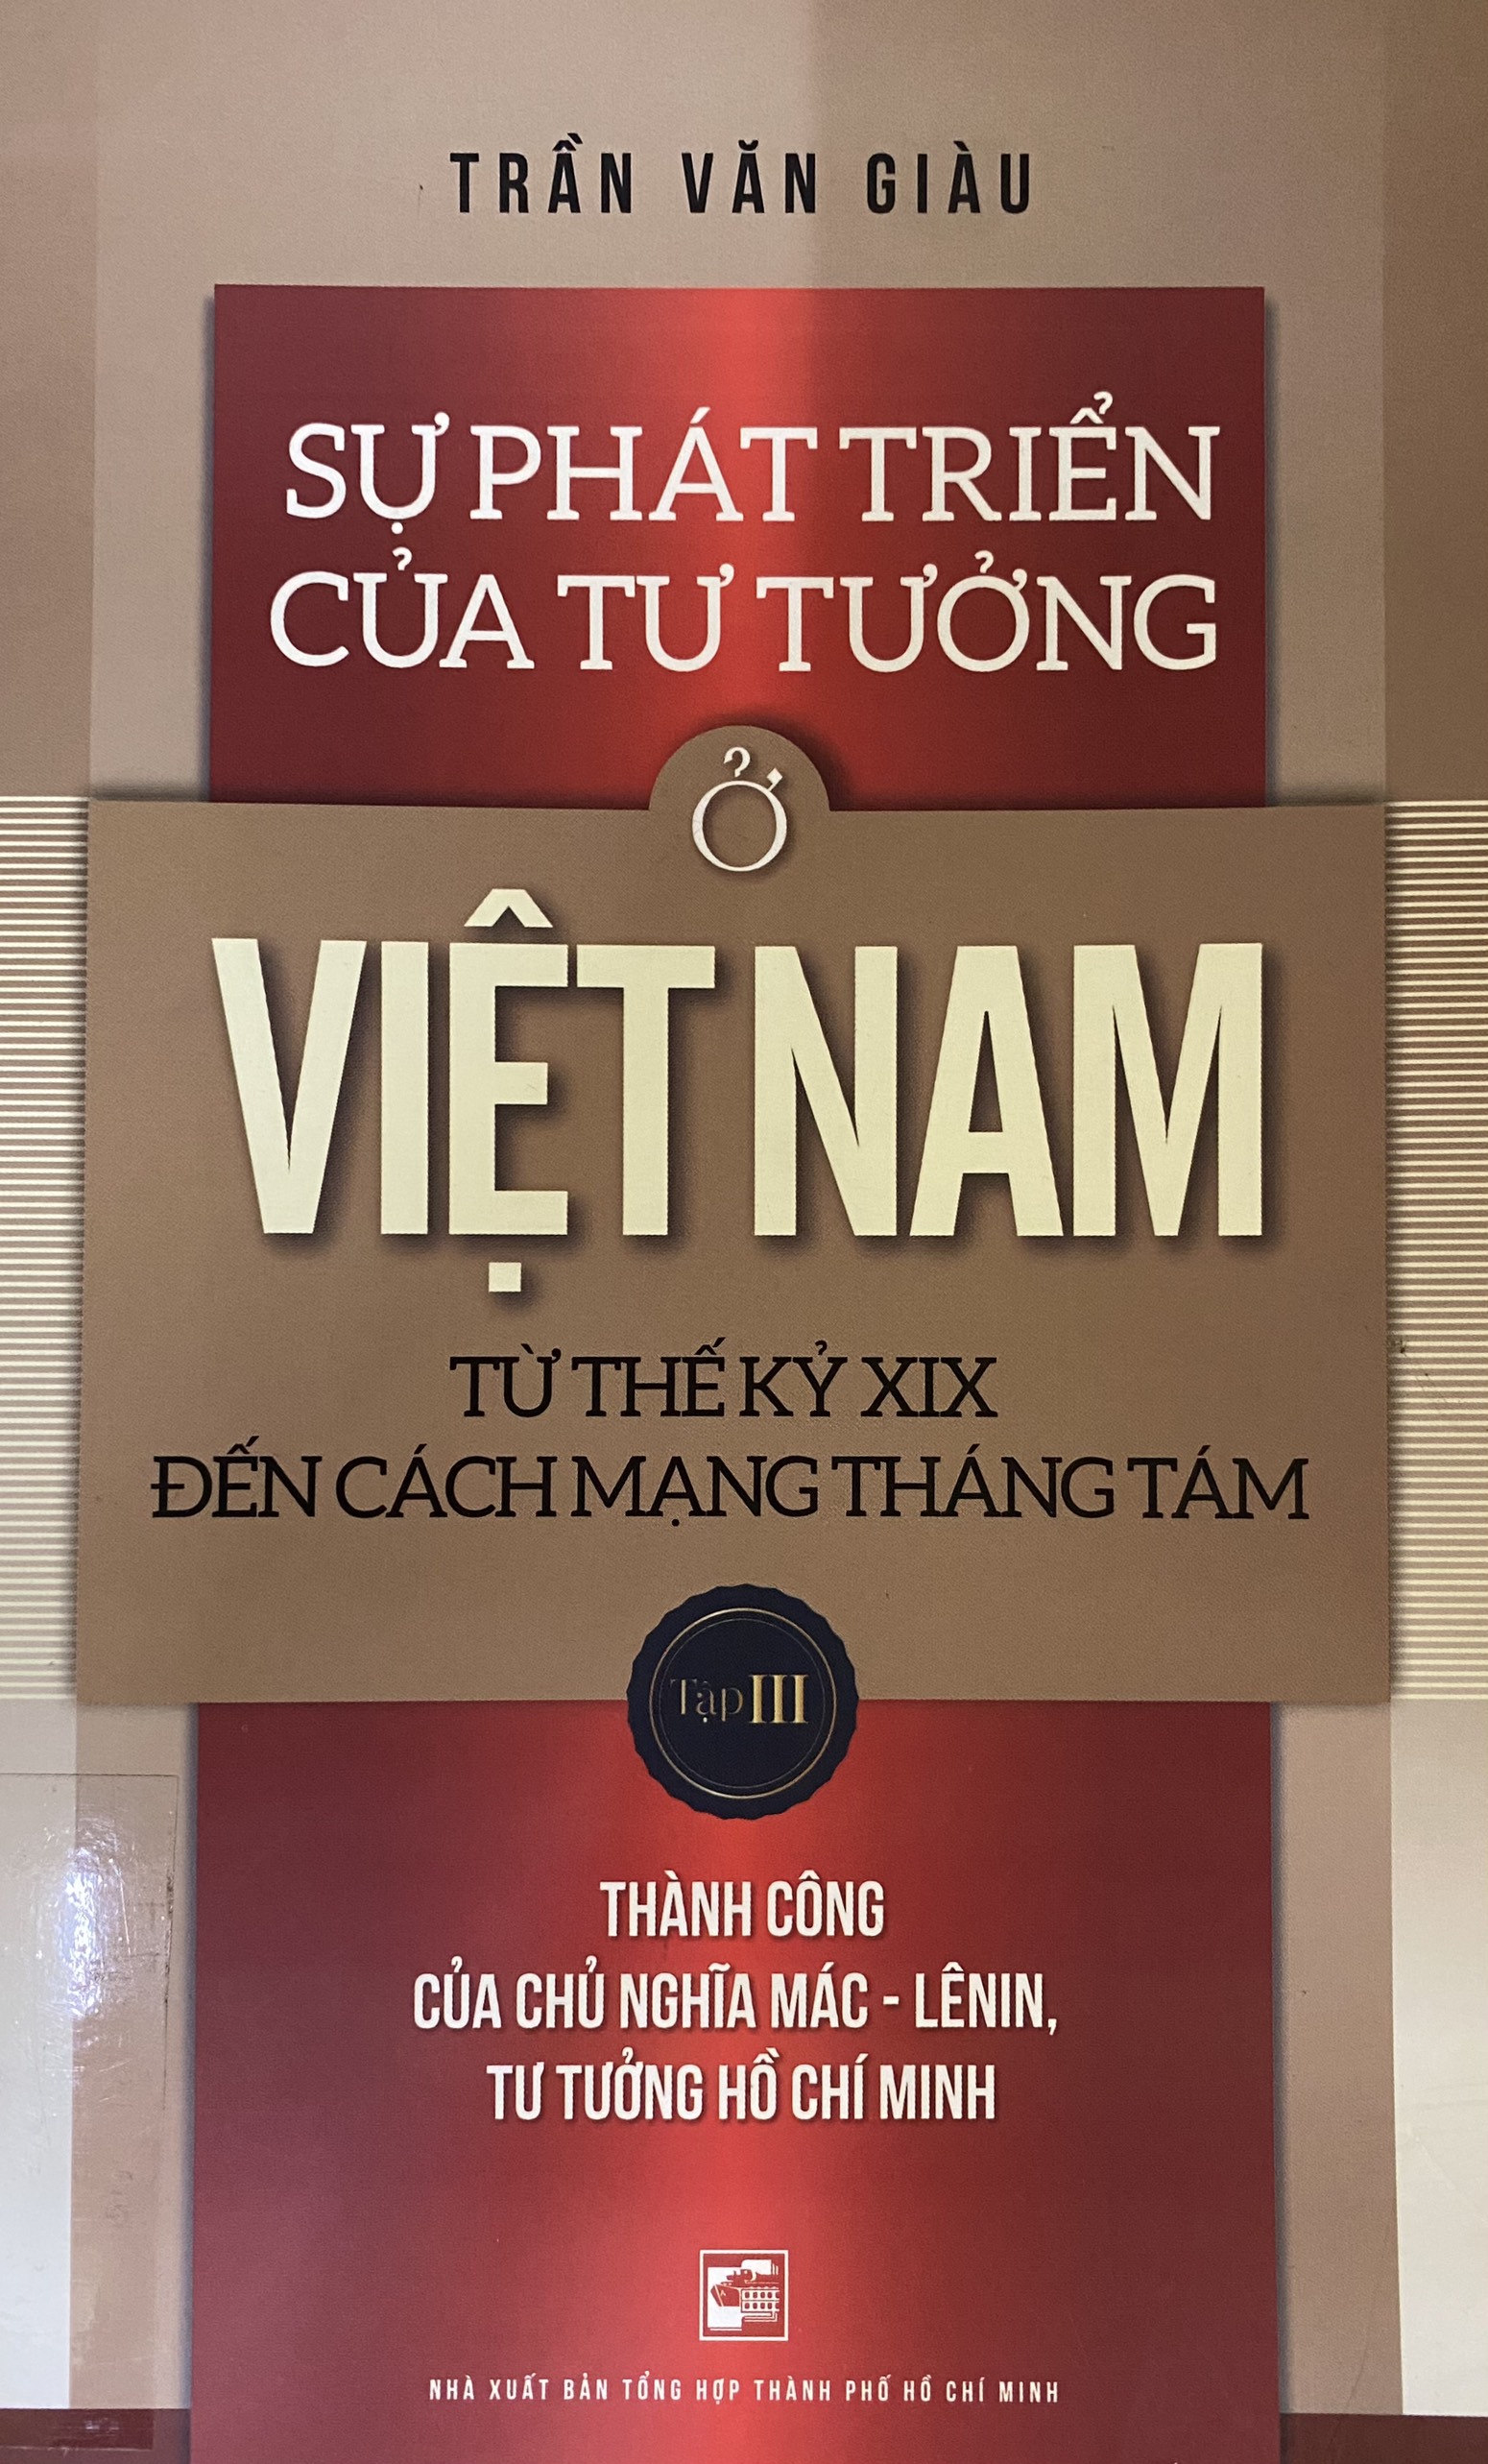 TRẦN VĂN GIÀU
SỰ PHÁT TRIỂN
CỦA TƯ TƯỞNG
Ở
VIỆT NAM
TỪ THẾ KỶ XIX
ĐẾN CÁCH MẠNG THÁNG TÁM
Tập III
THÀNH CÔNG
CỦA CHỦ NGHĨA MÁC - LÊNIN,
TƯ TƯỞNG HỒ CHÍ MINH
NHÀ XUẤT BẢN TỔNG HỢP THÀNH PHỐ HỒ CHÍ MINH